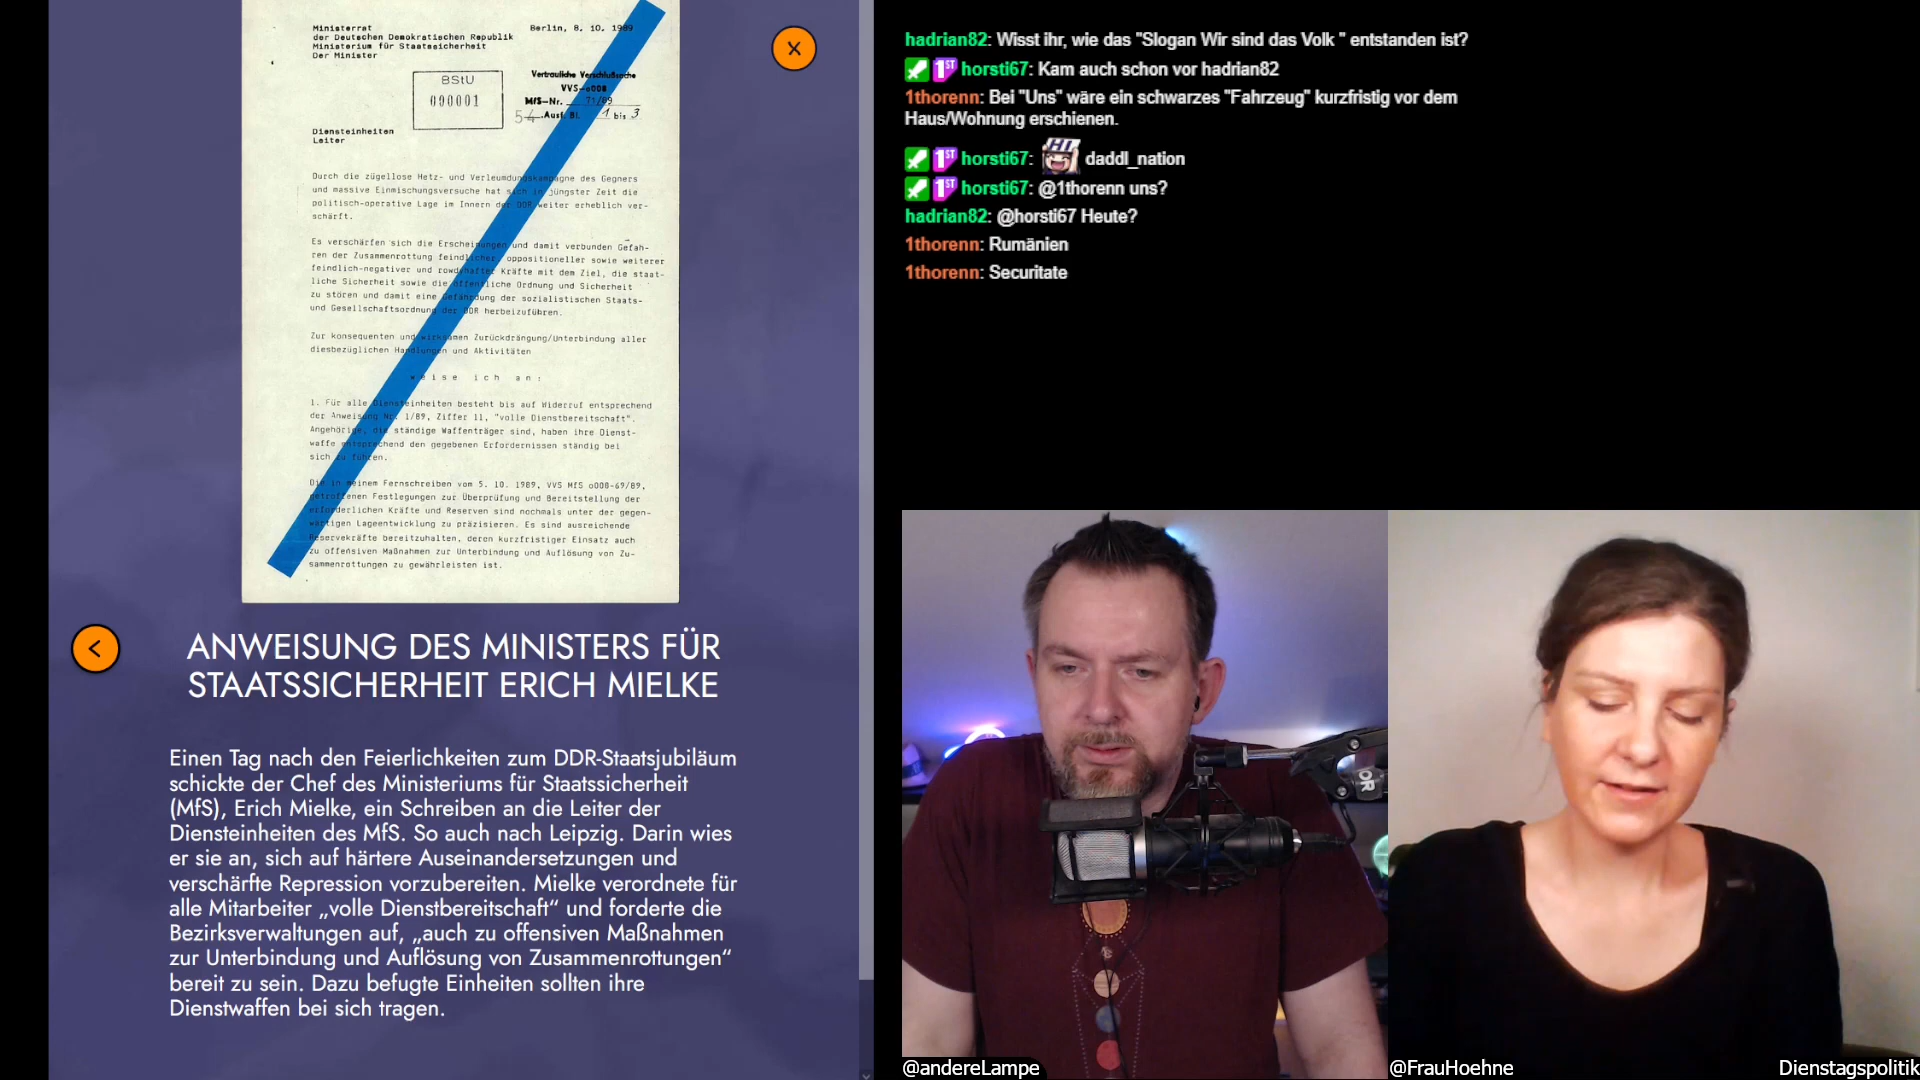 Ministerrat
der Deutschen Demokratischen Republik
Ministerium für Staatssicherheit
Der Minister
Berlin, 8. 10. 1989
BStU
000001
Vertrauliche Verschlußsache
VVS-o008
MfS-Nr. 71/89
54.Ausf. Bl. 1 bis 3
Diensteinheiten
Leiter
Durch die zügellose Hetz- und Verleumdungskampagne des Gegners
und massive Einmischungsversuche hat sich in jüngster Zeit die
politisch-operative Lage im Innern der DDR weiter erheblich ver-
schärft.
Es verschärfen sich die Erscheinungen und damit verbunden Gefah-
ren der Zusammenrottung feindlicher, oppositioneller sowie weiterer
feindlich-negativer und rowdyhafter Kräfte mit dem Ziel, die staat-
liche Sicherheit sowie die öffentliche Ordnung und Sicherheit
zu stören und damit eine Gefährdung der sozialistischen Staats-
und Gesellschaftsordnung der DDR herbeizuführen.
Zur konsequenten und wirksamen Zurückdrängung/Unterbindung aller
diesbezüglichen Handlungen und Aktivitäten
weise ich an:
1. Für alle Diensteinheiten besteht bis auf Widerruf entsprechend
der Anweisung Nr. 1/89, Ziffer 11, "volle Dienstbereitschaft".
Angehörige, die ständige Waffenträger sind, haben ihre Dienst-
waffe entsprechend den gegebenen Erfordernissen ständig bei
sich zu führen.
Die in meinem Fernschreiben vom 5. 10. 1989, VVS MfS o008-69/89,
getroffenen Festlegungen zur Überprüfung und Bereitstellung der
erforderlichen Kräfte und Reserven sind nochmals unter der gegen-
wärtigen Lageentwicklung zu präzisieren. Es sind ausreichende
Reservekräfte bereitzuhalten, deren kurzfristiger Einsatz auch
zu offensiven Maßnahmen zur Unterbindung und Auflösung von Zu-
sammenrottungen zu gewährleisten ist.
ANWEISUNG DES MINISTERS FÜR
STAATSSICHERHEIT ERICH MIELKE
Einen Tag nach den Feierlichkeiten zum DDR-Staatsjubiläum
schickte der Chef des Ministeriums für Staatssicherheit
(MfS), Erich Mielke, ein Schreiben an die Leiter der
Diensteinheiten des MfS. So auch nach Leipzig. Darin wies
er sie an, sich auf härtere Auseinandersetzungen und
verschärfte Repression vorzubereiten. Mielke verordnete für
alle Mitarbeiter „volle Dienstbereitschaft“ und forderte die
Bezirksverwaltungen auf, „auch zu offensiven Maßnahmen
zur Unterbindung und Auflösung von Zusammenrottungen“
bereit zu sein. Dazu befugte Einheiten sollten ihre
Dienstwaffen bei sich tragen.
hadrian82: Wisst ihr, wie das "Slogan Wir sind das Volk " entstanden ist?
1ST horsti67: Kam auch schon vor hadrian82
1thorenn: Bei "Uns" wäre ein schwarzes "Fahrzeug" kurzfristig vor dem
Haus/Wohnung erschienen.
1ST horsti67: HI daddl_nation
1ST horsti67: @1thorenn uns?
hadrian82: @horsti67 Heute?
1thorenn: Rumänien
1thorenn: Securitate
@andereLampe
@FrauHoehne
Dienstagspolitik